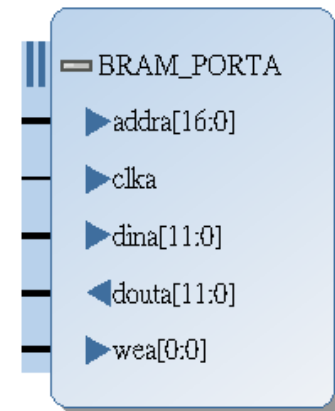 BRAM_PORTA
addra[16:0]
clka
dina[11:0]
douta[11:0]
wea[0:0]